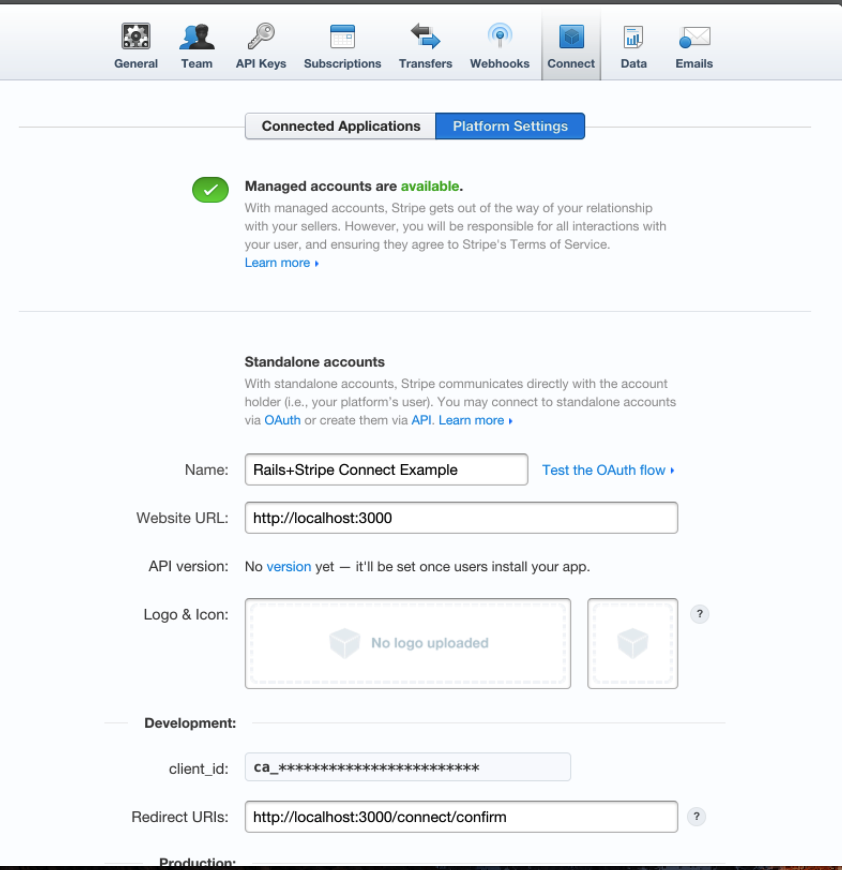 General Team API Keys Subscriptions Transfers Webhooks Connect Data Emails
Connected Applications Platform Settings
Managed accounts are available.
With managed accounts, Stripe gets out of the way of your relationship
with your sellers. However, you will be responsible for all interactions with
your user, and ensuring they agree to Stripe's Terms of Service.
Learn more
Standalone accounts
With standalone accounts, Stripe communicates directly with the account
holder (i.e., your platform's user). You may connect to standalone accounts
via OAuth or create them via API. Learn more
Name: Rails+Stripe Connect Example Test the OAuth flow
Website URL: http://localhost:3000
API version: No version yet — it'll be set once users install your app.
Logo & Icon: No logo uploaded ?
Development:
client_id: ca_************************
Redirect URIs: http://localhost:3000/connect/confirm ?
Production: